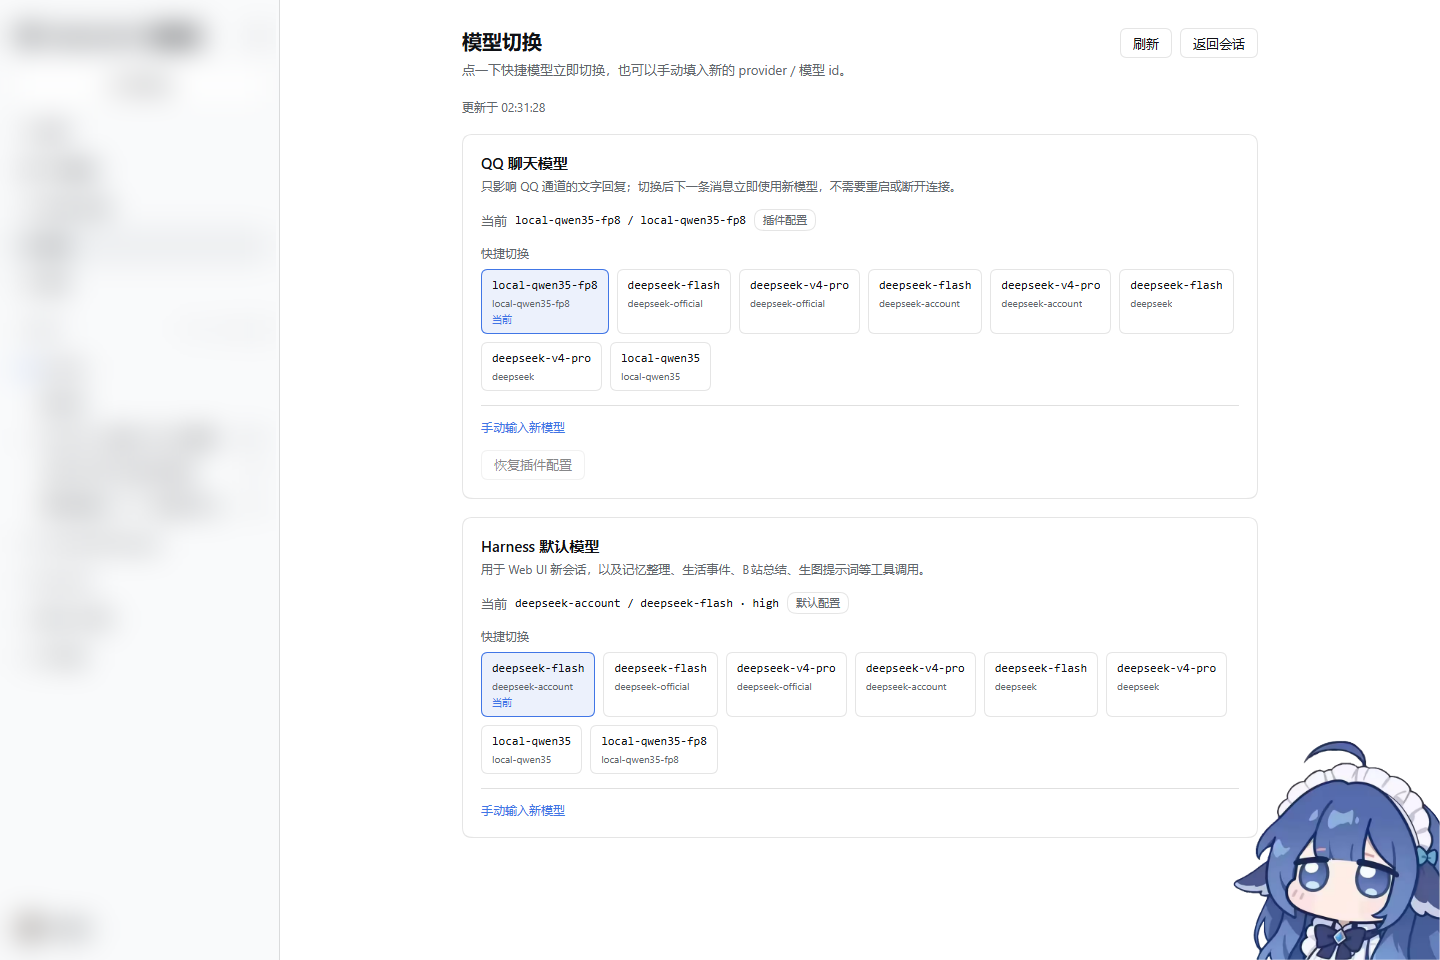 模型切换
刷新
返回会话
点一下快捷模型立即切换，也可以手动填入新的 provider / 模型 id。
更新于 02:31:28
QQ 聊天模型
只影响 QQ 通道的文字回复；切换后下一条消息立即使用新模型，不需要重启或断开连接。
当前 local-qwen35-fp8 / local-qwen35-fp8 插件配置
快捷切换
local-qwen35-fp8
local-qwen35-fp8
当前
deepseek-flash
deepseek-official
deepseek-v4-pro
deepseek-official
deepseek-flash
deepseek-account
deepseek-v4-pro
deepseek-account
deepseek-flash
deepseek
deepseek-v4-pro
deepseek
local-qwen35
local-qwen35
手动输入新模型
恢复插件配置
Harness 默认模型
用于 Web UI 新会话，以及记忆整理、生活事件、B站总结、生图提示词等工具调用。
当前 deepseek-account / deepseek-flash · high 默认配置
快捷切换
deepseek-flash
deepseek-account
当前
deepseek-flash
deepseek-official
deepseek-v4-pro
deepseek-official
deepseek-v4-pro
deepseek-account
deepseek-flash
deepseek
deepseek-v4-pro
deepseek
local-qwen35
local-qwen35
local-qwen35-fp8
local-qwen35-fp8
手动输入新模型